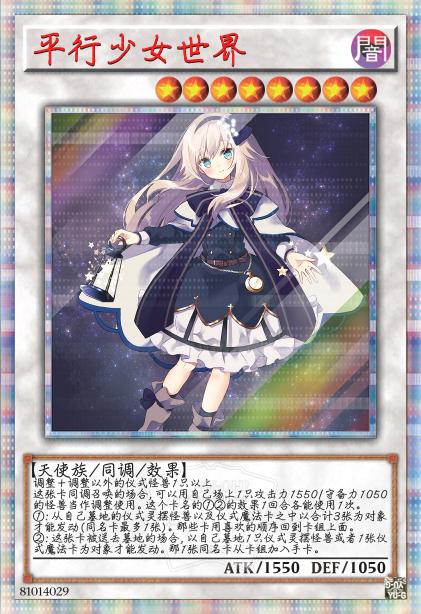 平行少女世界
闇
【天使族/同调/效果】
调整＋调整以外的仪式怪兽1只以上
这张卡同调召唤的场合，可以用自己场上1只攻击力1550/守备力1050
的怪兽当作调整使用。这个卡名的①②的效果1回合各能使用1次。
①:从自己墓地的仪式灵摆怪兽以及仪式魔法卡之中以合计3张为对象
才能发动(同名卡最多1张)。那些卡用喜欢的顺序回到卡组上面。
②:这张卡被送去墓地的场合，以自己墓地1只仪式灵兽或者1张仪
式魔法卡为对象才能发动。那1张同名卡从卡组加入手卡。
ATK/1550 DEF/1050
81014029